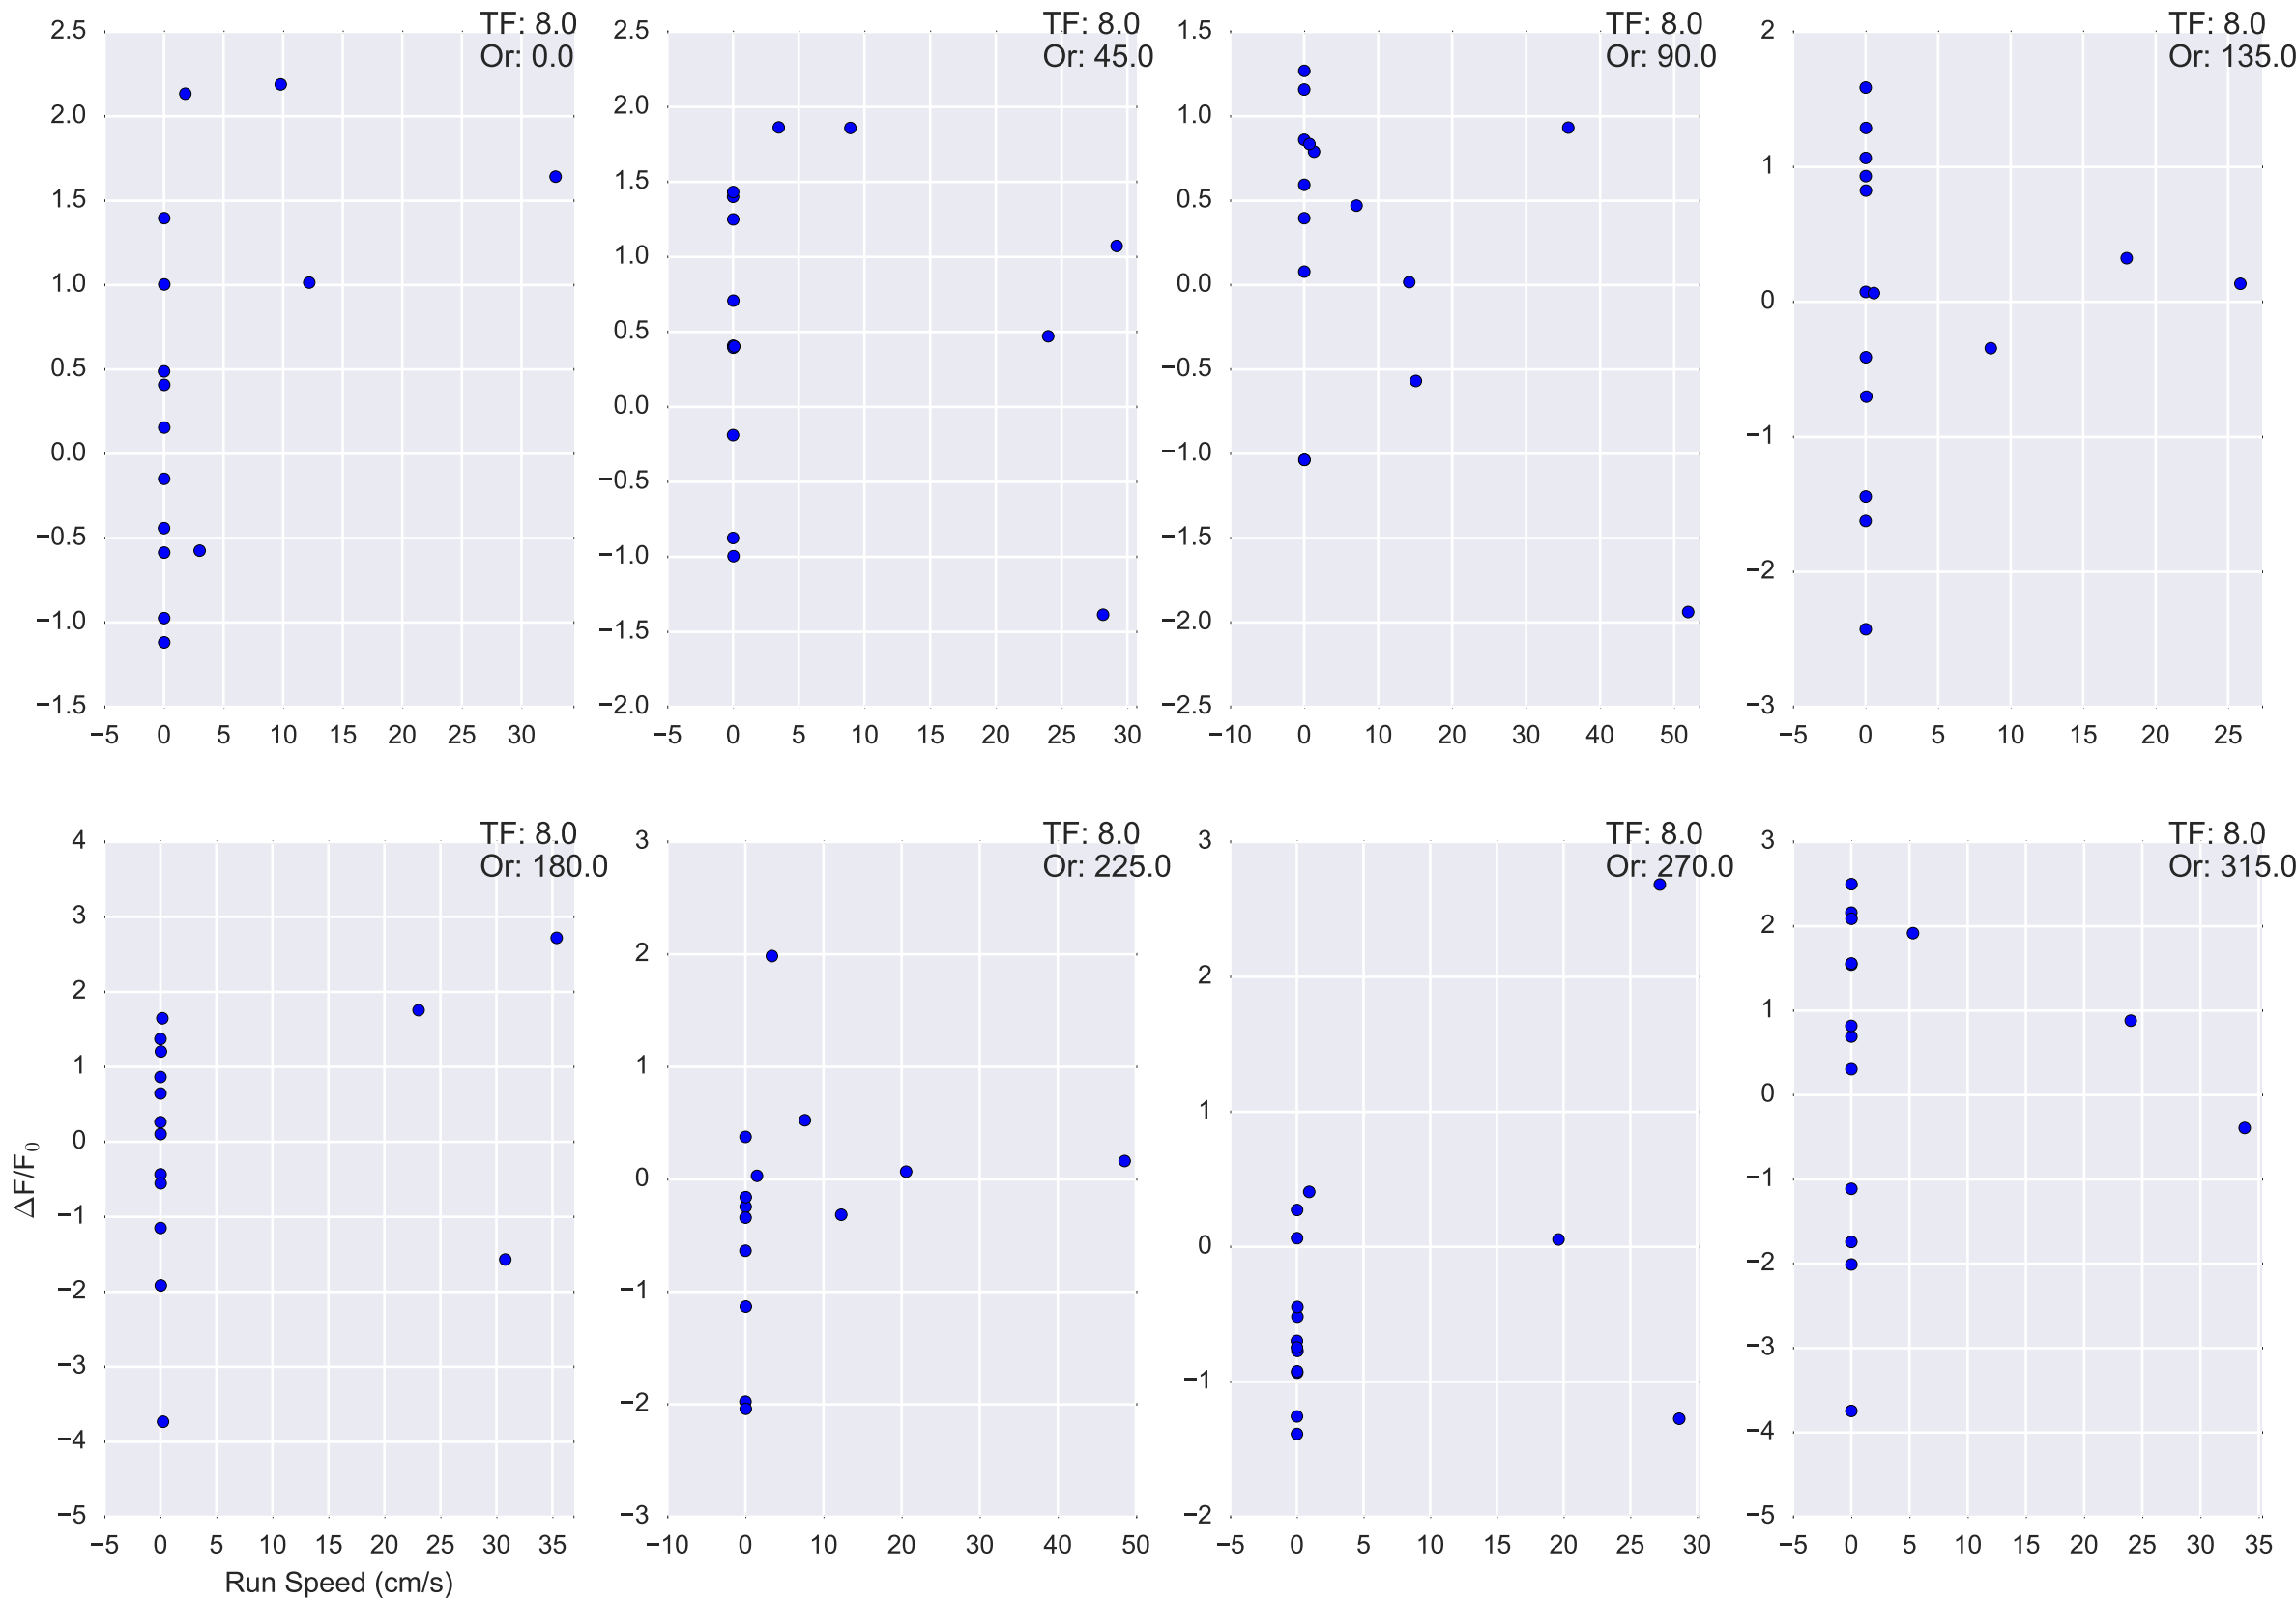 TF: 8.0
Or: 0.0
2.5
2.0
1.5
1.0
0.5
0.0
−0.5
−1.0
−1.5
−5 0 5 10 15 20 25 30
TF: 8.0
Or: 45.0
2.5
2.0
1.5
1.0
0.5
0.0
−0.5
−1.0
−1.5
−2.0
−5 0 5 10 15 20 25 30
TF: 8.0
Or: 90.0
1.5
1.0
0.5
0.0
−0.5
−1.0
−1.5
−2.0
−2.5
−10 0 10 20 30 40 50
TF: 8.0
Or: 135.0
2
1
0
−1
−2
−3
−5 0 5 10 15 20 25
TF: 8.0
Or: 180.0
4
3
2
1
0
−1
−2
−3
−4
−5
ΔF/F₀
−5 0 5 10 15 20 25 30 35
Run Speed (cm/s)
TF: 8.0
Or: 225.0
3
2
1
0
−1
−2
−3
−10 0 10 20 30 40 50
TF: 8.0
Or: 270.0
3
2
1
0
−1
−2
−5 0 5 10 15 20 25 30
TF: 8.0
Or: 315.0
3
2
1
0
−1
−2
−3
−4
−5
−5 0 5 10 15 20 25 30 35